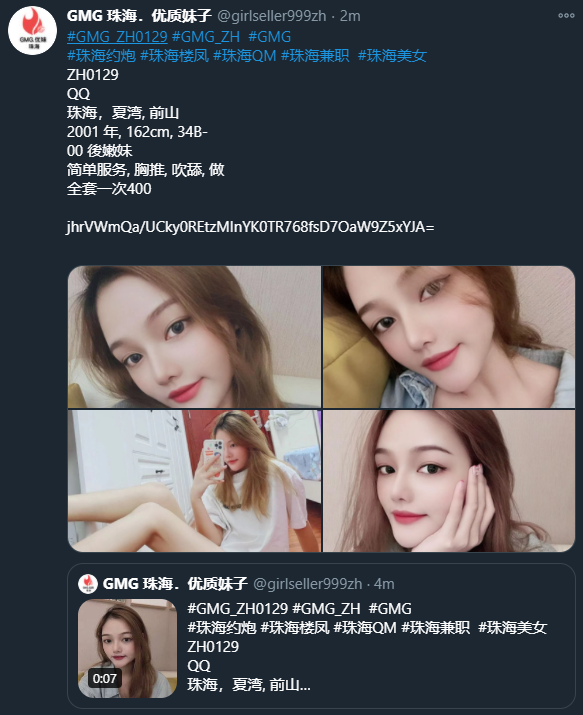 GMG 珠海．优质妹子 @girlseller999zh · 2m
#GMG_ZH0129 #GMG_ZH #GMG
#珠海约炮 #珠海楼凤 #珠海QM #珠海兼职 #珠海美女
ZH0129
QQ
珠海，夏湾, 前山
2001 年, 162cm, 34B-
00 後嫩妹
简单服务, 胸推, 吹舔, 做
全套一次400
GMG 珠海．优质妹子 @girlseller999zh · 4m
#GMG_ZH0129 #GMG_ZH #GMG
#珠海约炮 #珠海楼凤 #珠海QM #珠海兼职 #珠海美女
ZH0129
QQ
珠海，夏湾, 前山...
0:07